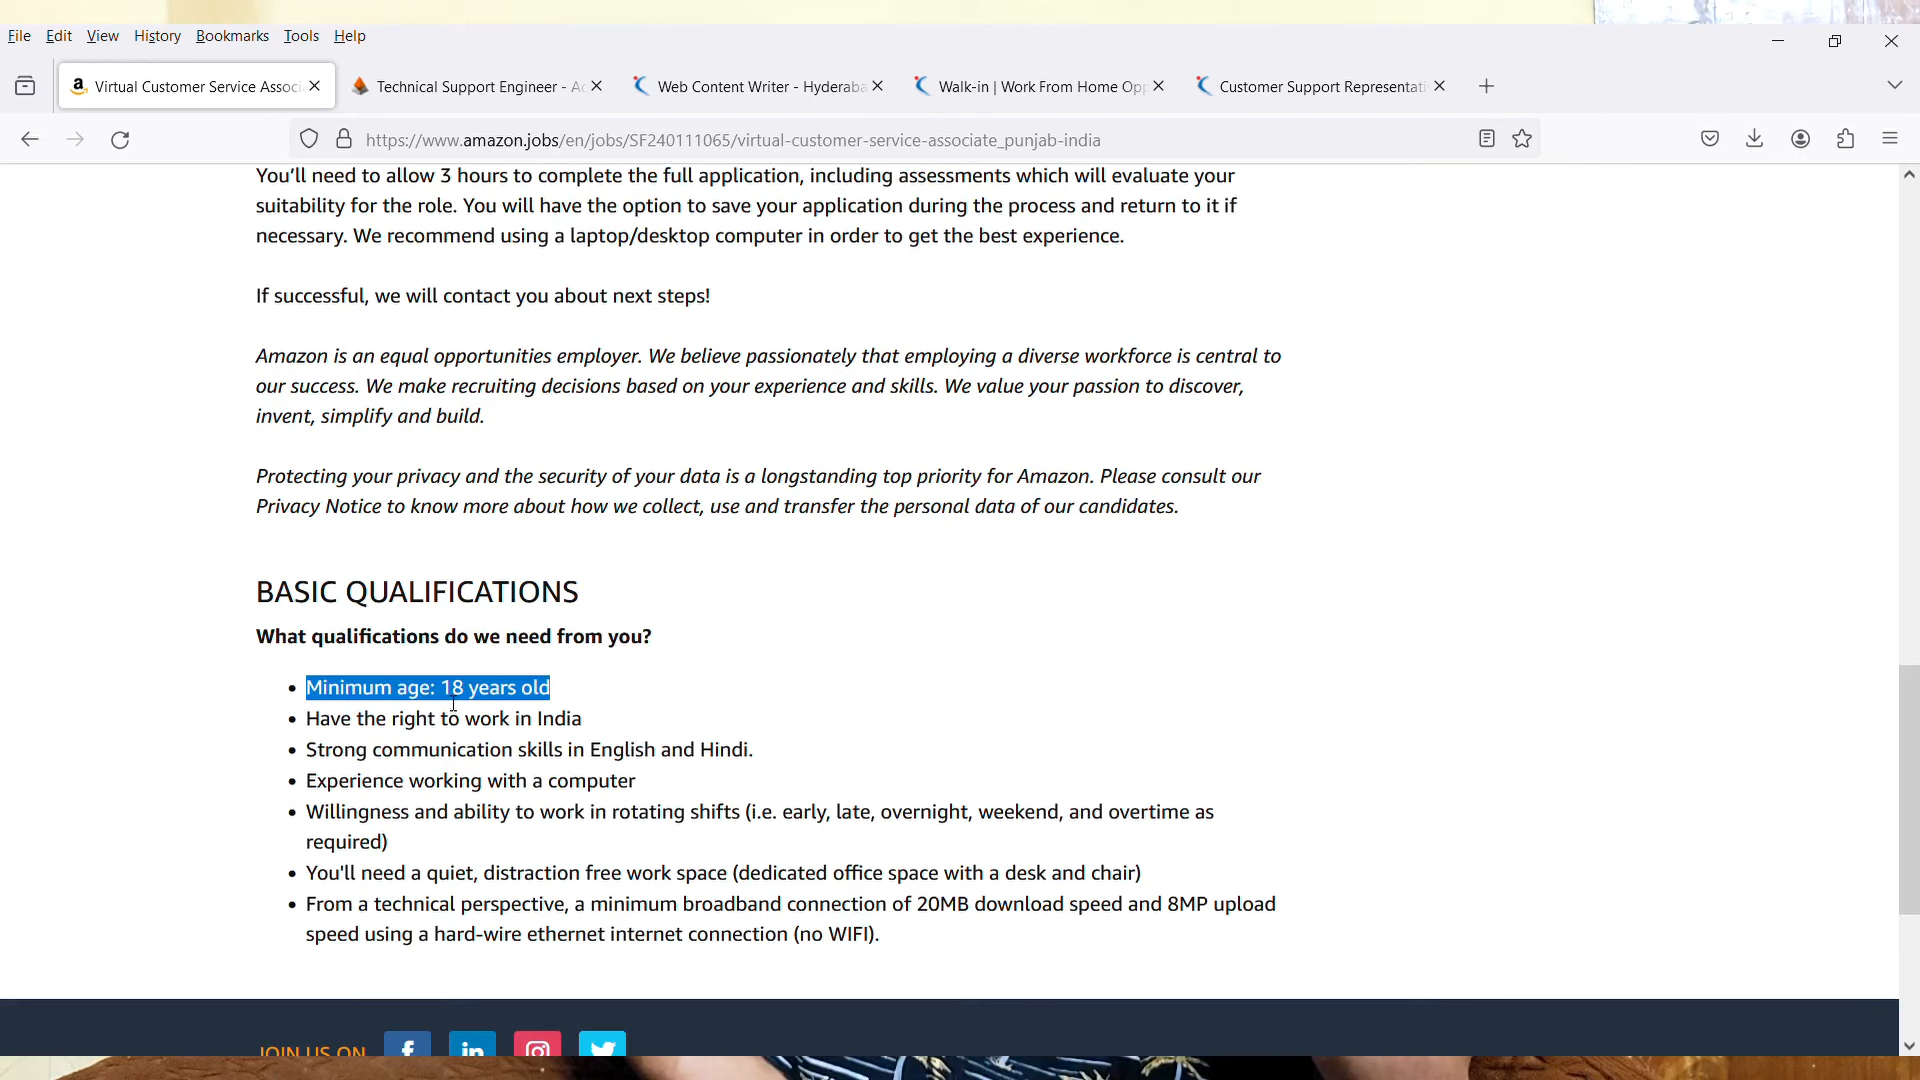 File Edit View History Bookmarks Tools Help
Virtual Customer Service Associ
Technical Support Engineer - Ac
Web Content Writer - Hyderaba
Walk-in | Work From Home Opp
Customer Support Representati
https://www.amazon.jobs/en/jobs/SF240111065/virtual-customer-service-associate_punjab-india
You’ll need to allow 3 hours to complete the full application, including assessments which will evaluate your
suitability for the role. You will have the option to save your application during the process and return to it if
necessary. We recommend using a laptop/desktop computer in order to get the best experience.
If successful, we will contact you about next steps!
Amazon is an equal opportunities employer. We believe passionately that employing a diverse workforce is central to
our success. We make recruiting decisions based on your experience and skills. We value your passion to discover,
invent, simplify and build.
Protecting your privacy and the security of your data is a longstanding top priority for Amazon. Please consult our
Privacy Notice to know more about how we collect, use and transfer the personal data of our candidates.
BASIC QUALIFICATIONS
What qualifications do we need from you?
• Minimum age: 18 years old
• Have the right to work in India
• Strong communication skills in English and Hindi.
• Experience working with a computer
• Willingness and ability to work in rotating shifts (i.e. early, late, overnight, weekend, and overtime as
required)
• You'll need a quiet, distraction free work space (dedicated office space with a desk and chair)
• From a technical perspective, a minimum broadband connection of 20MB download speed and 8MP upload
speed using a hard-wire ethernet internet connection (no WIFI).
JOIN US ON